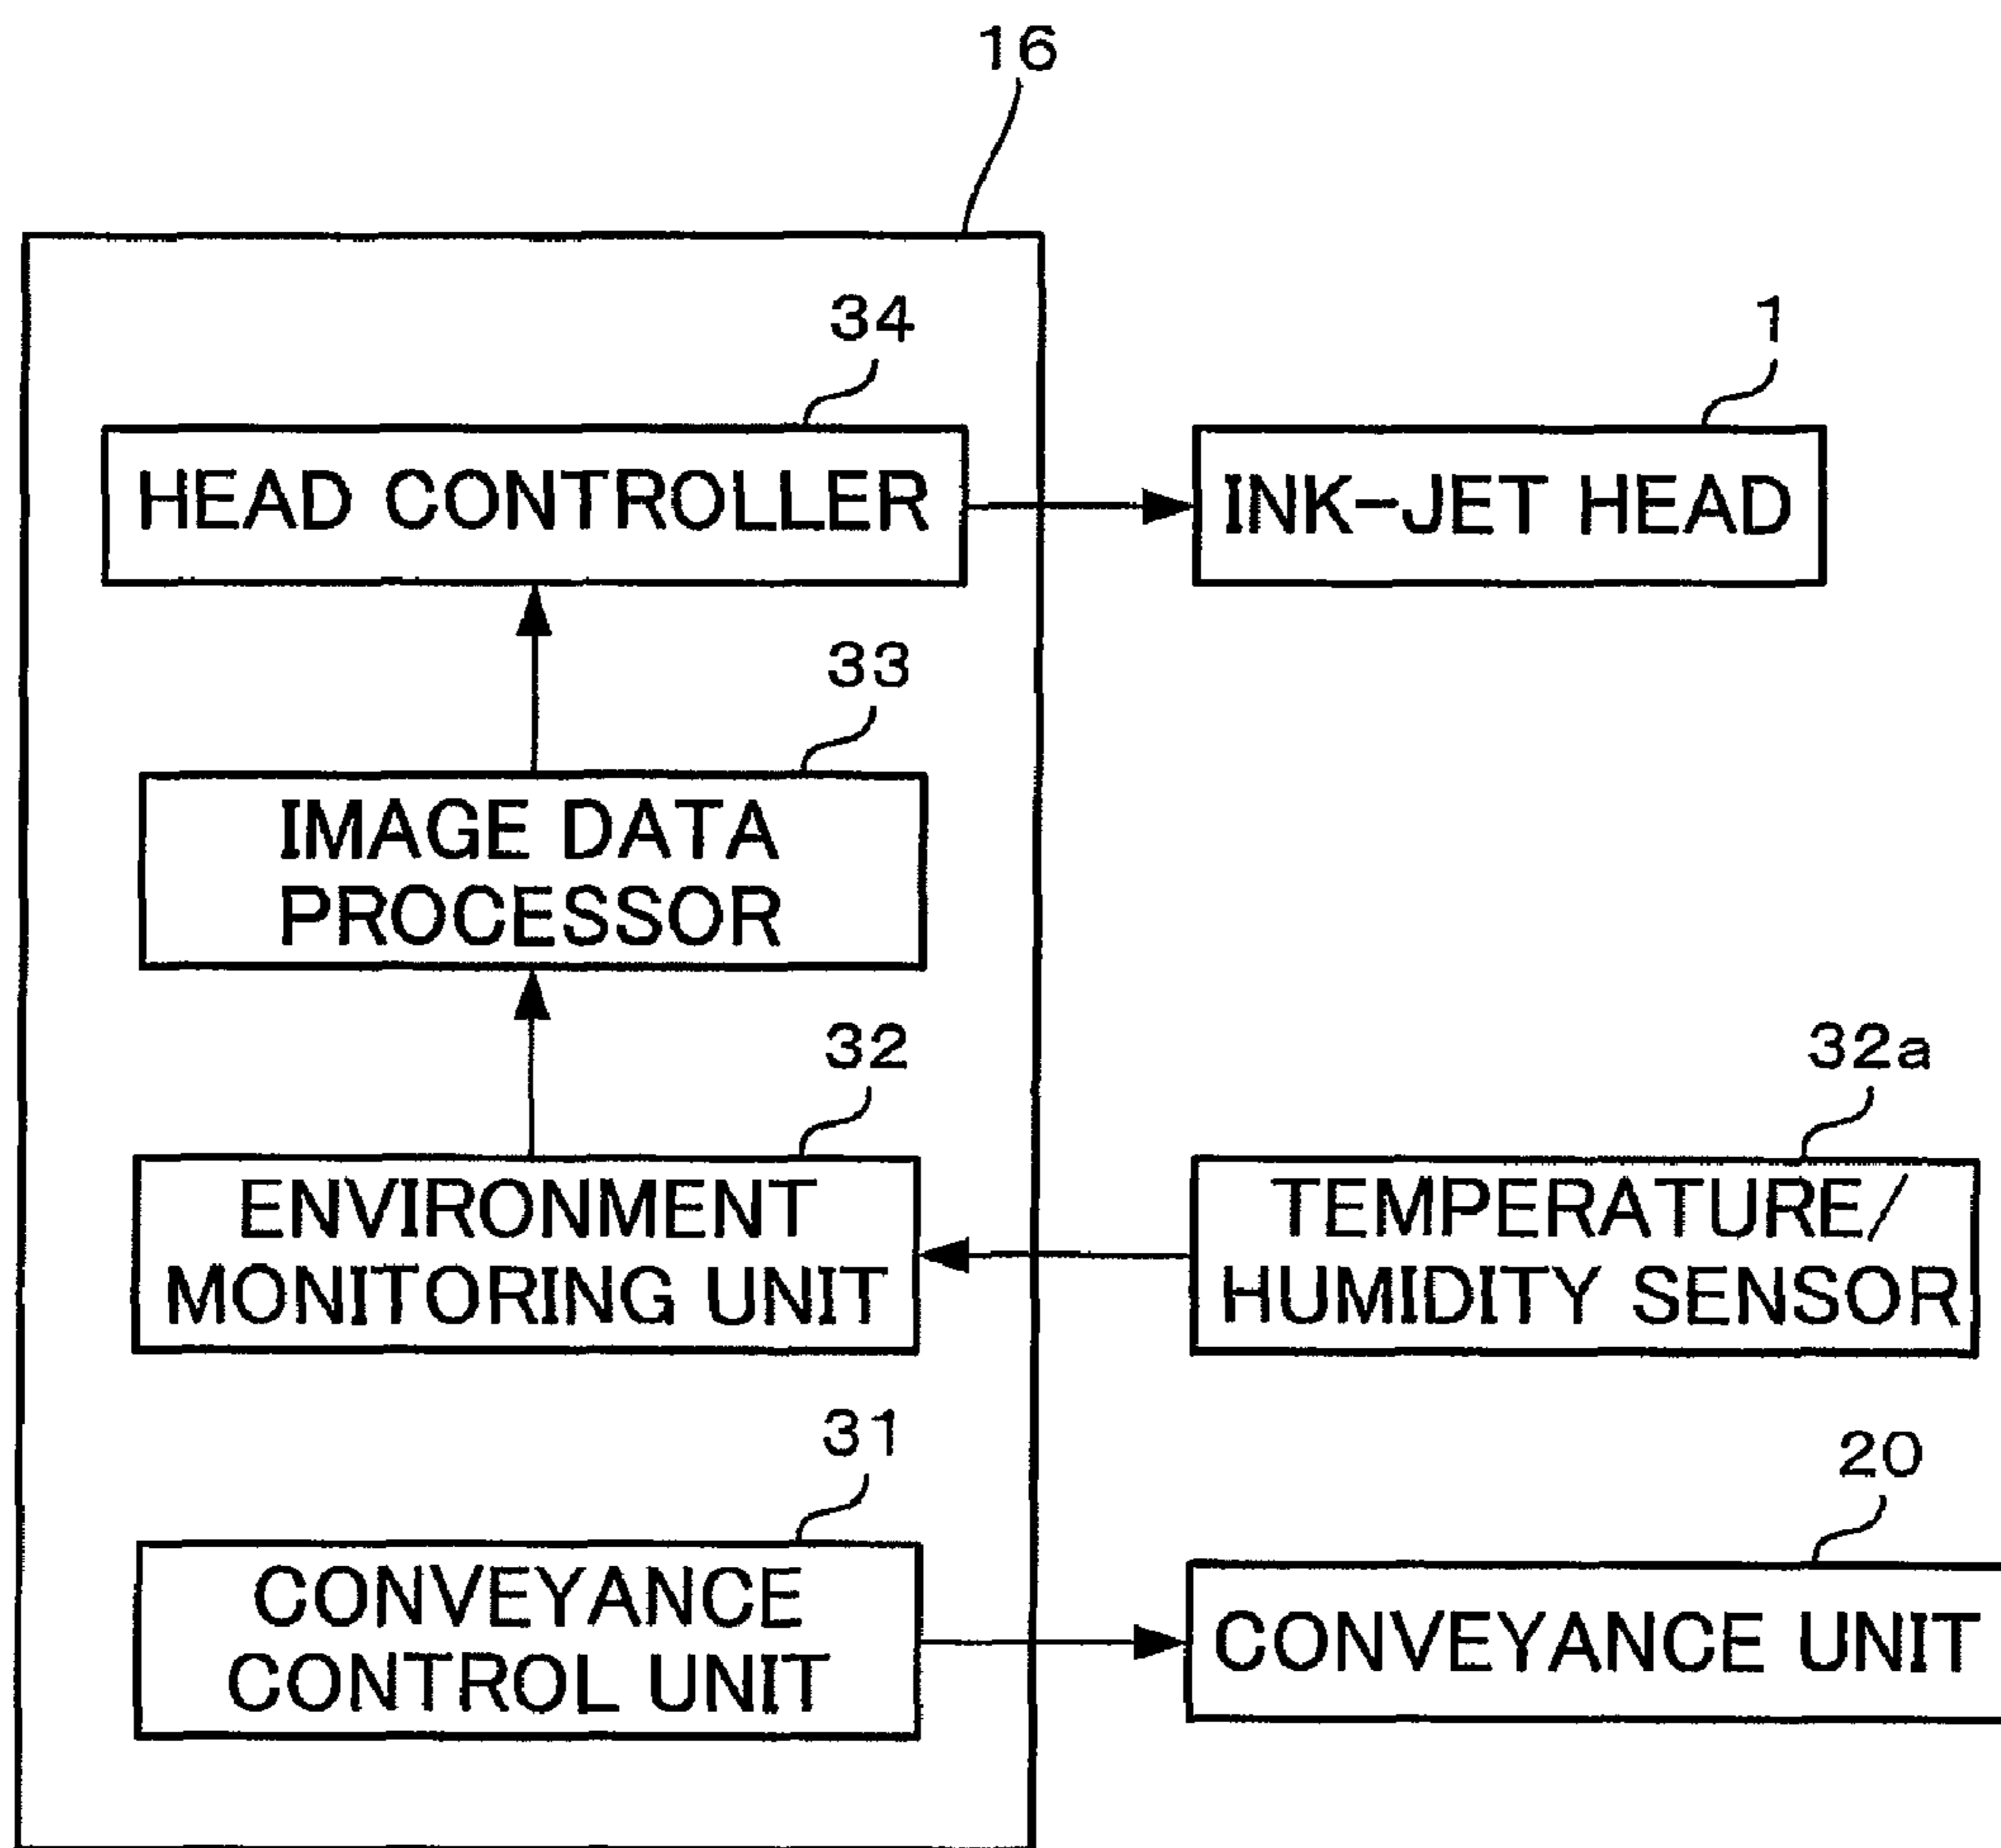 16
34
HEAD CONTROLLER
1
INK-JET HEAD
33
IMAGE DATA
PROCESSOR
32
ENVIRONMENT
MONITORING UNIT
32a
TEMPERATURE/
HUMIDITY SENSOR
31
CONVEYANCE
CONTROL UNIT
20
CONVEYANCE UNIT